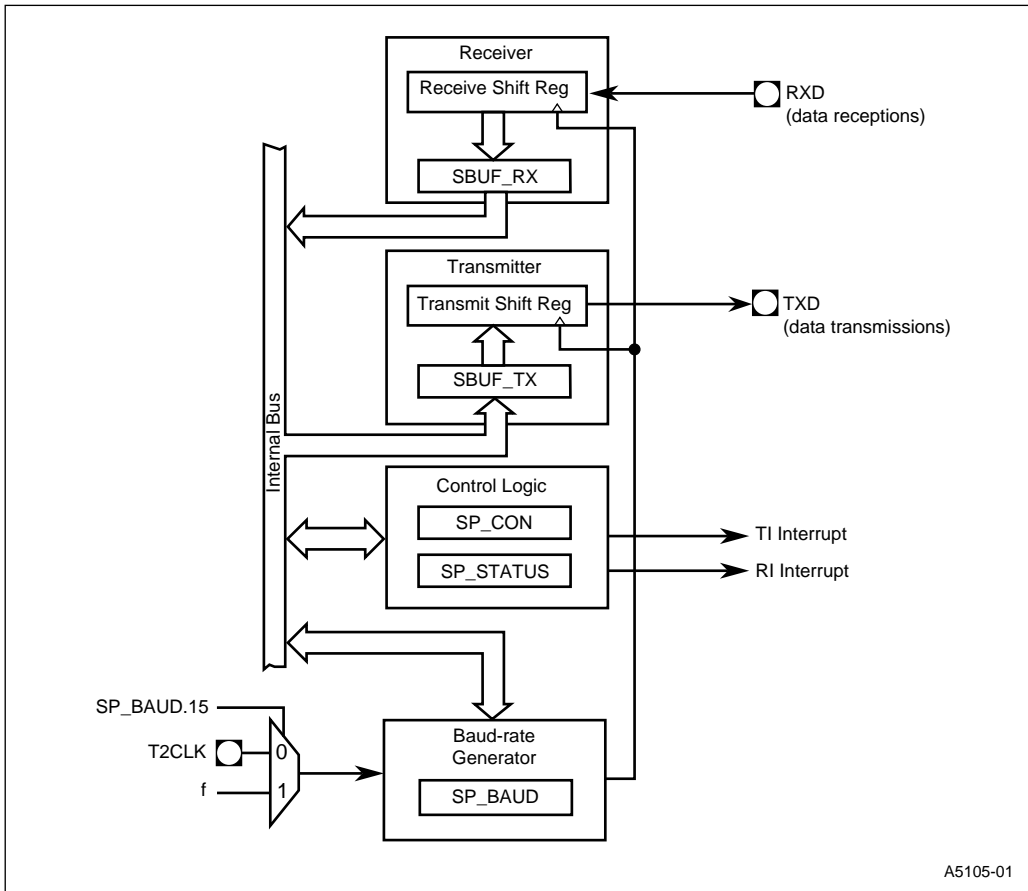 Receiver
Receive Shift Reg
RXD
(data receptions)
SBUF_RX
Transmitter
Transmit Shift Reg
TXD
(data transmissions)
SBUF_TX
Internal Bus
Control Logic
SP_CON
TI Interrupt
SP_STATUS
RI Interrupt
SP_BAUD.15
T2CLK
0
f
1
Baud-rate
Generator
SP_BAUD
A5105-01